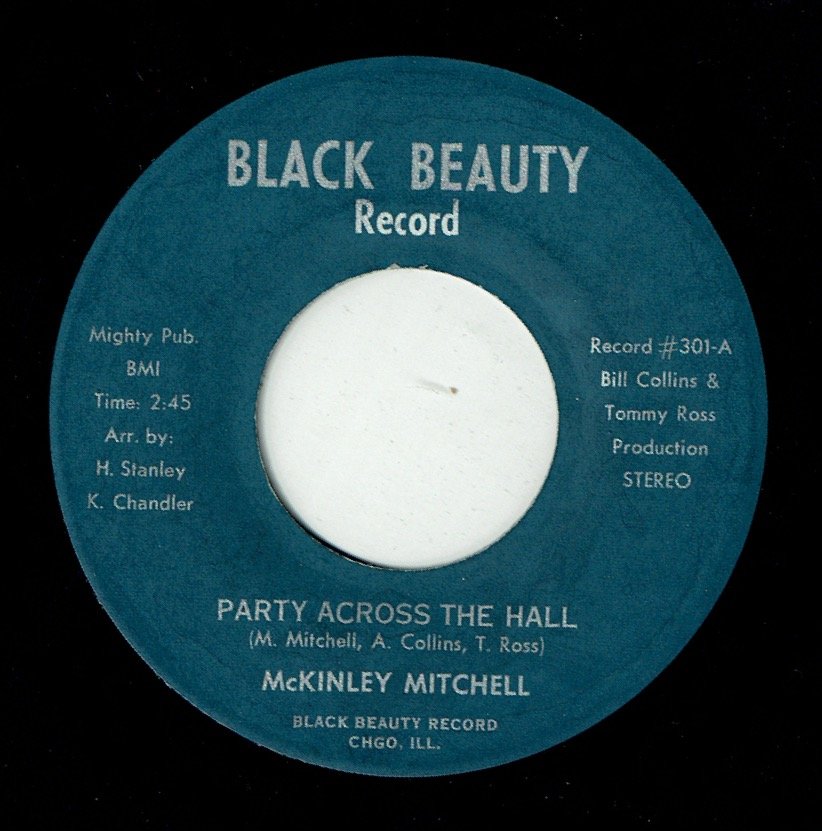 BLACK BEAUTY
Record
Mighty Pub.
BMI
Time: 2:45
Arr. by:
H. Stanley
K. Chandler
Record #301-A
Bill Collins &
Tommy Ross
Production
STEREO
PARTY ACROSS THE HALL
(M. Mitchell, A. Collins, T. Ross)
McKINLEY MITCHELL
BLACK BEAUTY RECORD
CHGO. ILL.